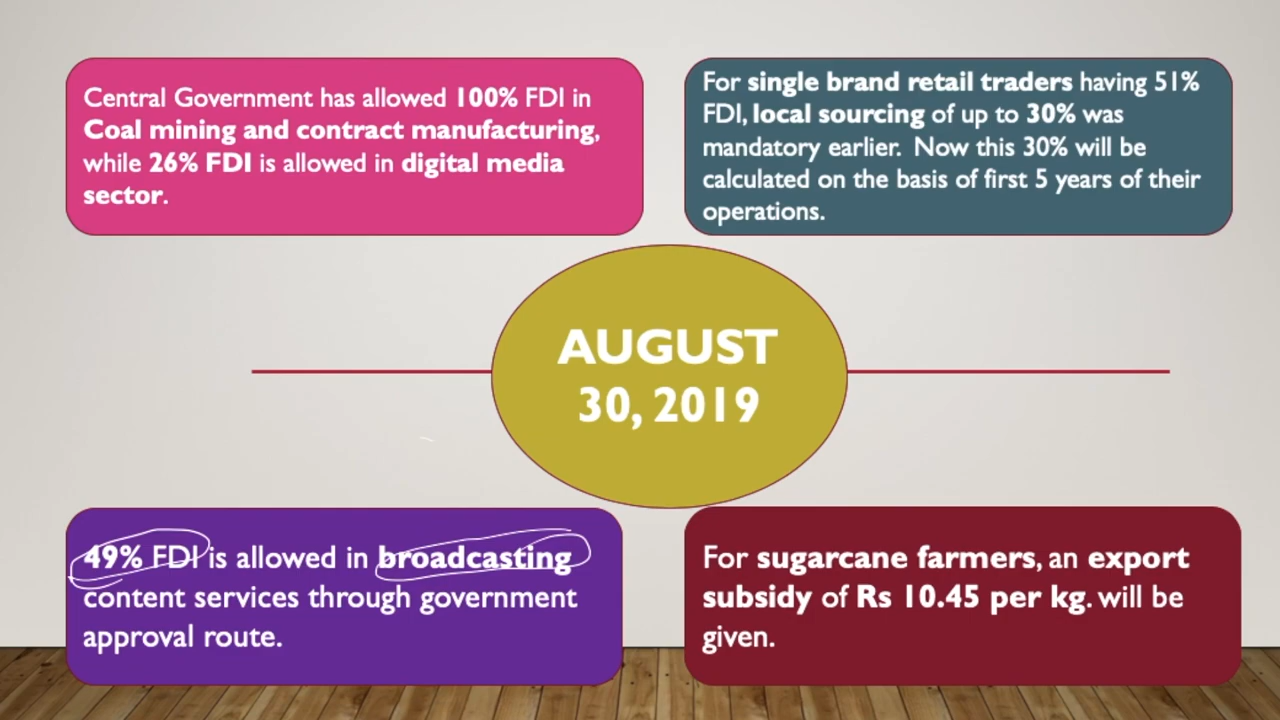 Central Government has allowed 100% FDI in
Coal mining and contract manufacturing,
while 26% FDI is allowed in digital media
sector.
For single brand retail traders having 51%
FDI, local sourcing of up to 30% was
mandatory earlier. Now this 30% will be
calculated on the basis of first 5 years of their
operations.
AUGUST
30, 2019
49% FDI is allowed in broadcasting
content services through government
approval route.
For sugarcane farmers, an export
subsidy of Rs 10.45 per kg. will be
given.